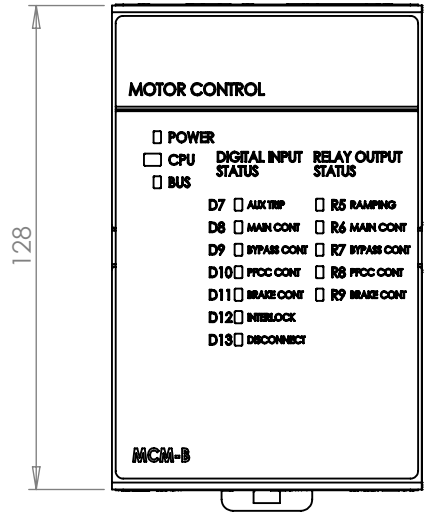 MOTOR CONTROL
POWER
CPU
BUS
DIGITAL INPUT STATUS
RELAY OUTPUT STATUS
D7 AUX TRIP R5 RAMPING
D8 MAIN CONT R6 MAIN CONT
D9 BYPASS CONT R7 BYPASS CONT
D10 PFCC CONT R8 PFCC CONT
D11 BRAKE CONT R9 BRAKE CONT
D12 INTERLOCK
D13 DISCONNECT
MCM-B
128